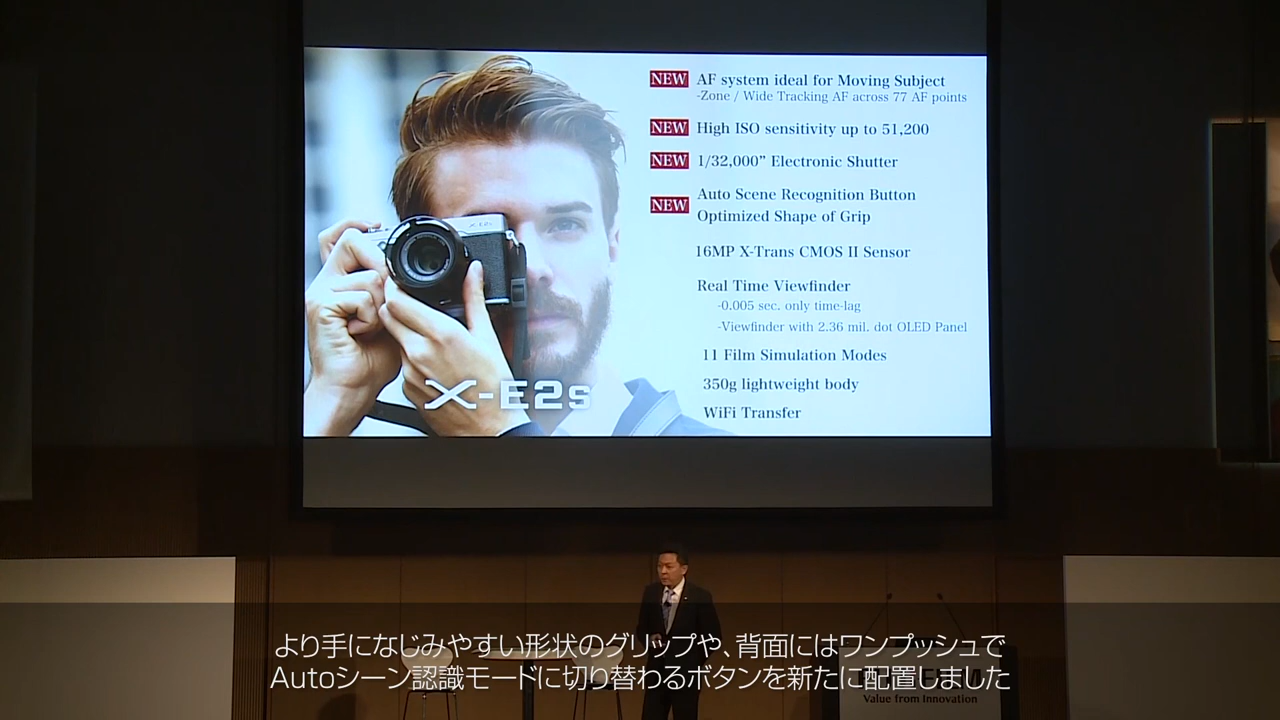 NEW AF system ideal for Moving Subject
-Zone / Wide Tracking AF across 77 AF points
NEW High ISO sensitivity up to 51,200
NEW 1/32,000” Electronic Shutter
NEW Auto Scene Recognition Button
Optimized Shape of Grip
16MP X-Trans CMOS II Sensor
Real Time Viewfinder
-0.005 sec. only time-lag
-Viewfinder with 2.36 mil. dot OLED Panel
11 Film Simulation Modes
350g lightweight body
WiFi Transfer
X-E2s
X-E2s
より手になじみやすい形状のグリップや、背面にはワンプッシュで
Autoシーン認識モードに切り替わるボタンを新たに配置しました
Value from Innovation